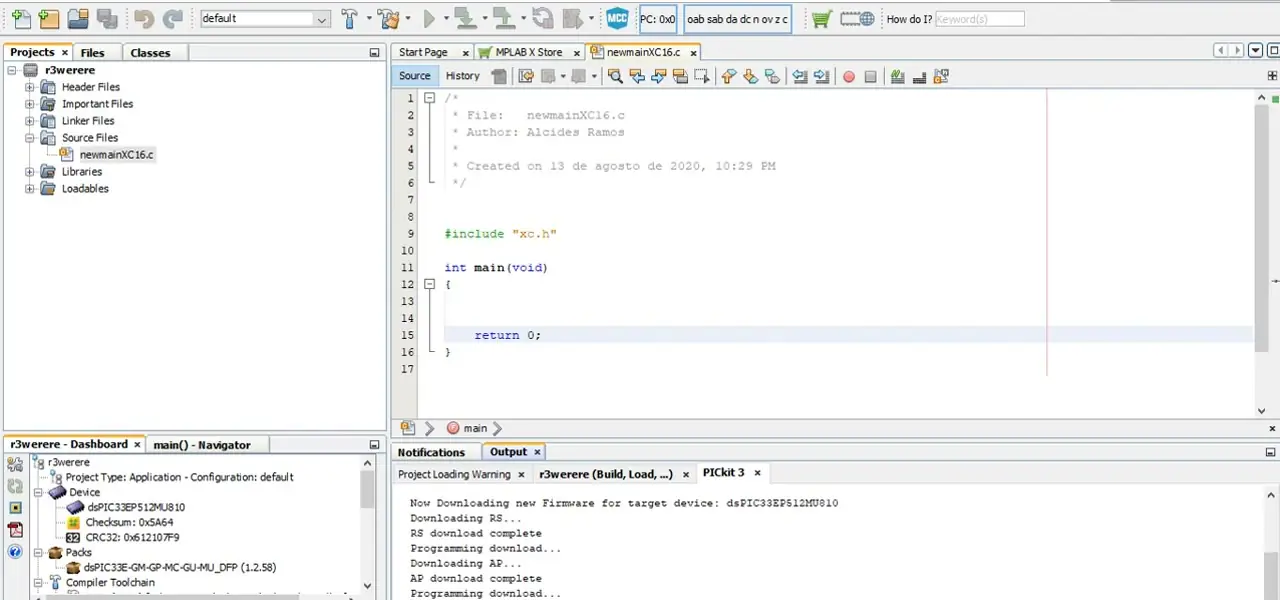 default
MCC
PC: 0x0
oab sab da dc n ov z c
How do I? Keyword(s)
Projects × Files Classes
r3werere
Header Files
Important Files
Linker Files
Source Files
newmainXC16.c
Libraries
Loadables
Start Page × MPLAB X Store × newmainXC16.c ×
Source History
1 /*
2 * File: newmainXC16.c
3 * Author: Alcides Ramos
4 *
5 * Created on 13 de agosto de 2020, 10:29 PM
6 */
7
8
9 #include "xc.h"
10
11 int main(void)
12 {
13
14
15 return 0;
16 }
17
main
r3werere - Dashboard × main() - Navigator
r3werere
Project Type: Application - Configuration: default
Device
dsPIC33EP512MU810
Checksum: 0x5A64
32 CRC32: 0x612107F9
Packs
dsPIC33E-GM-GP-MC-GU-MU_DFP (1.2.58)
Compiler Toolchain
Notifications Output ×
Project Loading Warning × r3werere (Build, Load, ...) × PICkit 3 ×
Now Downloading new Firmware for target device: dsPIC33EP512MU810
Downloading RS...
RS download complete
Programming download...
Downloading AP...
AP download complete
Programming download...